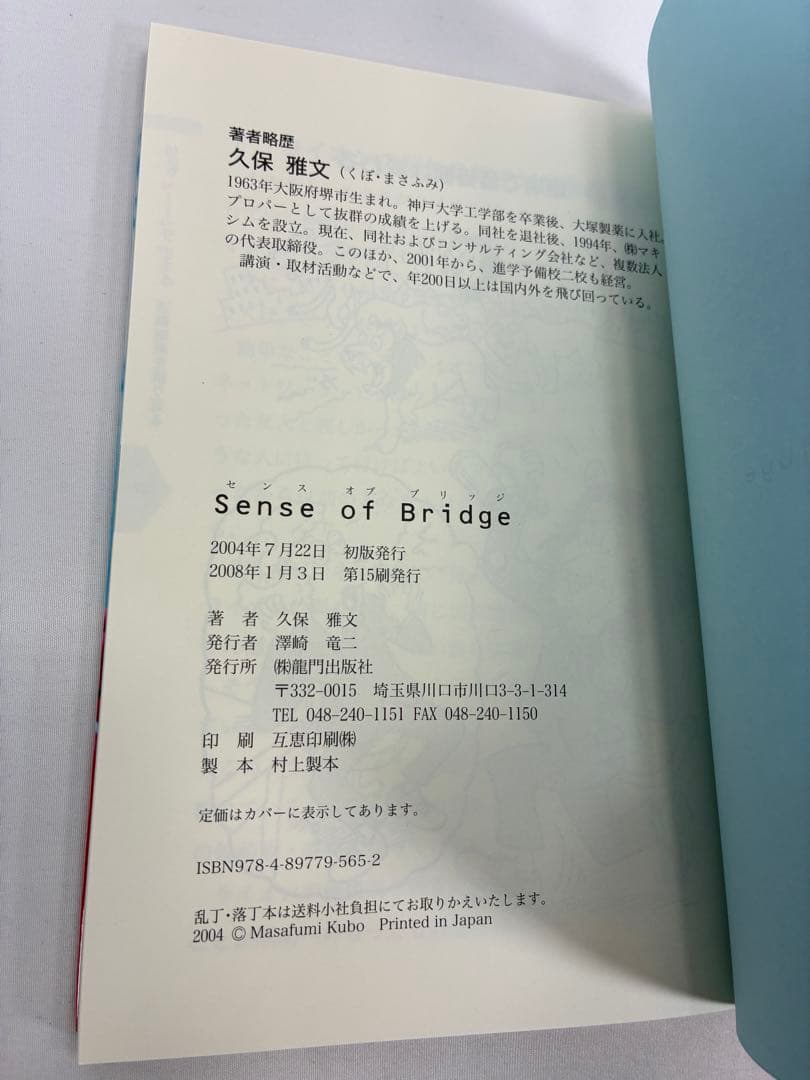 著者略歴
久保 雅文（くぼ・まさふみ）
1963年大阪府堺市生まれ。神戸大学工学部を卒業後、大塚製薬に入社。
プロパーとして抜群の成績を上げる。同社を退社後、1994年、㈱マキ
シムを設立。現在、同社およびコンサルティング会社など、複数法人
の代表取締役。このほか、2001年から、進学予備校二校も経営。
講演・取材活動などで、年200日以上は国内外を飛び回っている。
センス オブ ブリッジ
Sense of Bridge
2004年7月22日 初版発行
2008年1月3日 第15刷発行
著 者 久保 雅文
発行者 澤崎 竜二
発行所 ㈱龍門出版社
〒332-0015 埼玉県川口市川口3-3-1-314
TEL 048-240-1151 FAX 048-240-1150
印 刷 互恵印刷㈱
製 本 村上製本
定価はカバーに表示してあります。
ISBN978-4-89779-565-2
乱丁・落丁本は送料小社負担にてお取りかえいたします。
2004 © Masafumi Kubo Printed in Japan